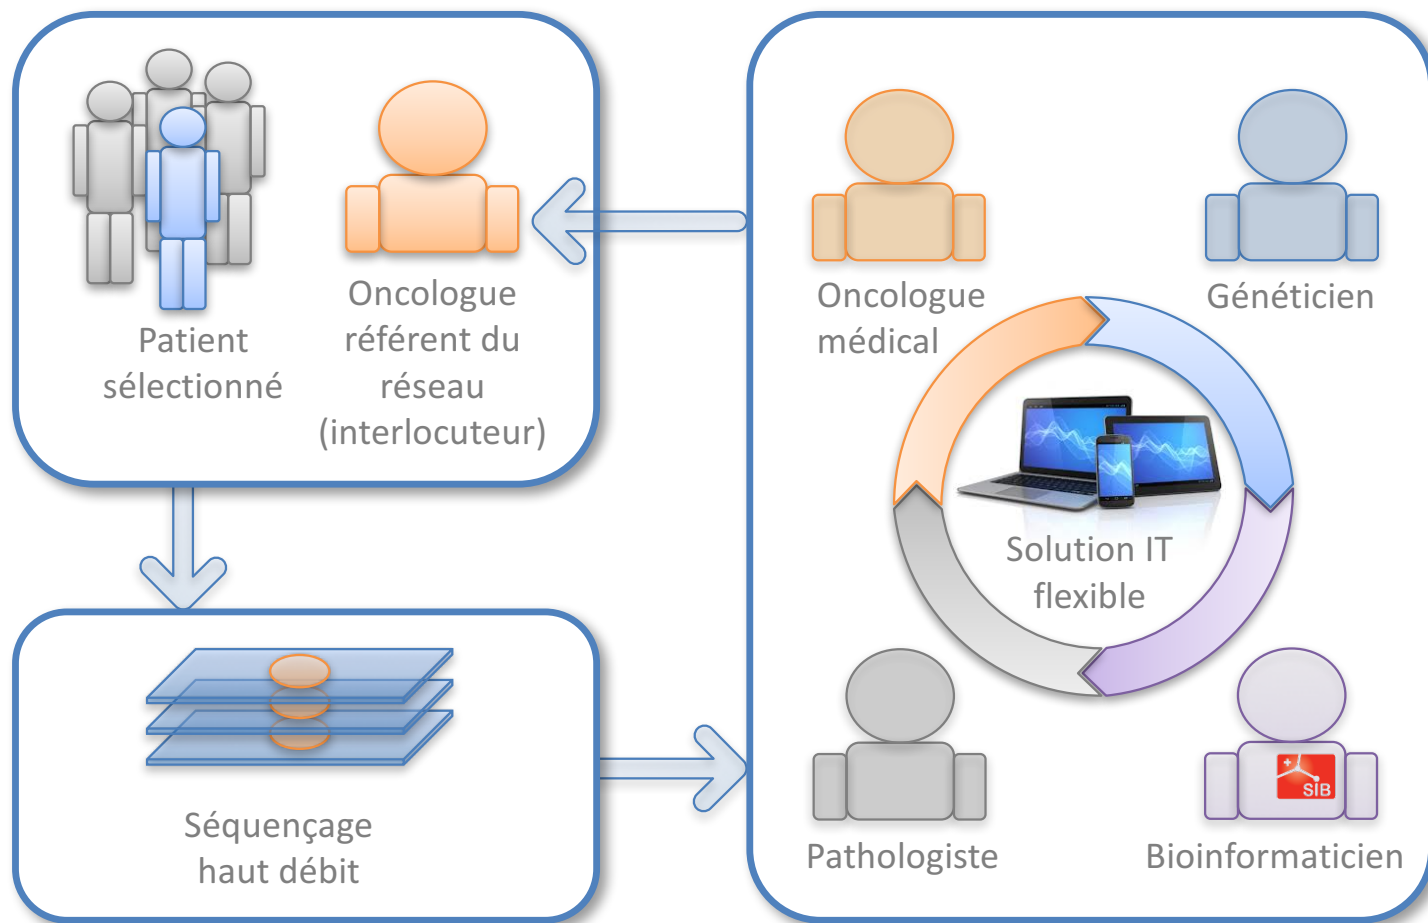 Patient
sélectionné
Oncologue
référent du
réseau
(interlocuteur)
Séquençage
haut débit
Oncologue
médical
Généticien
Solution IT
flexible
Pathologiste
SIB
Bioinformaticien